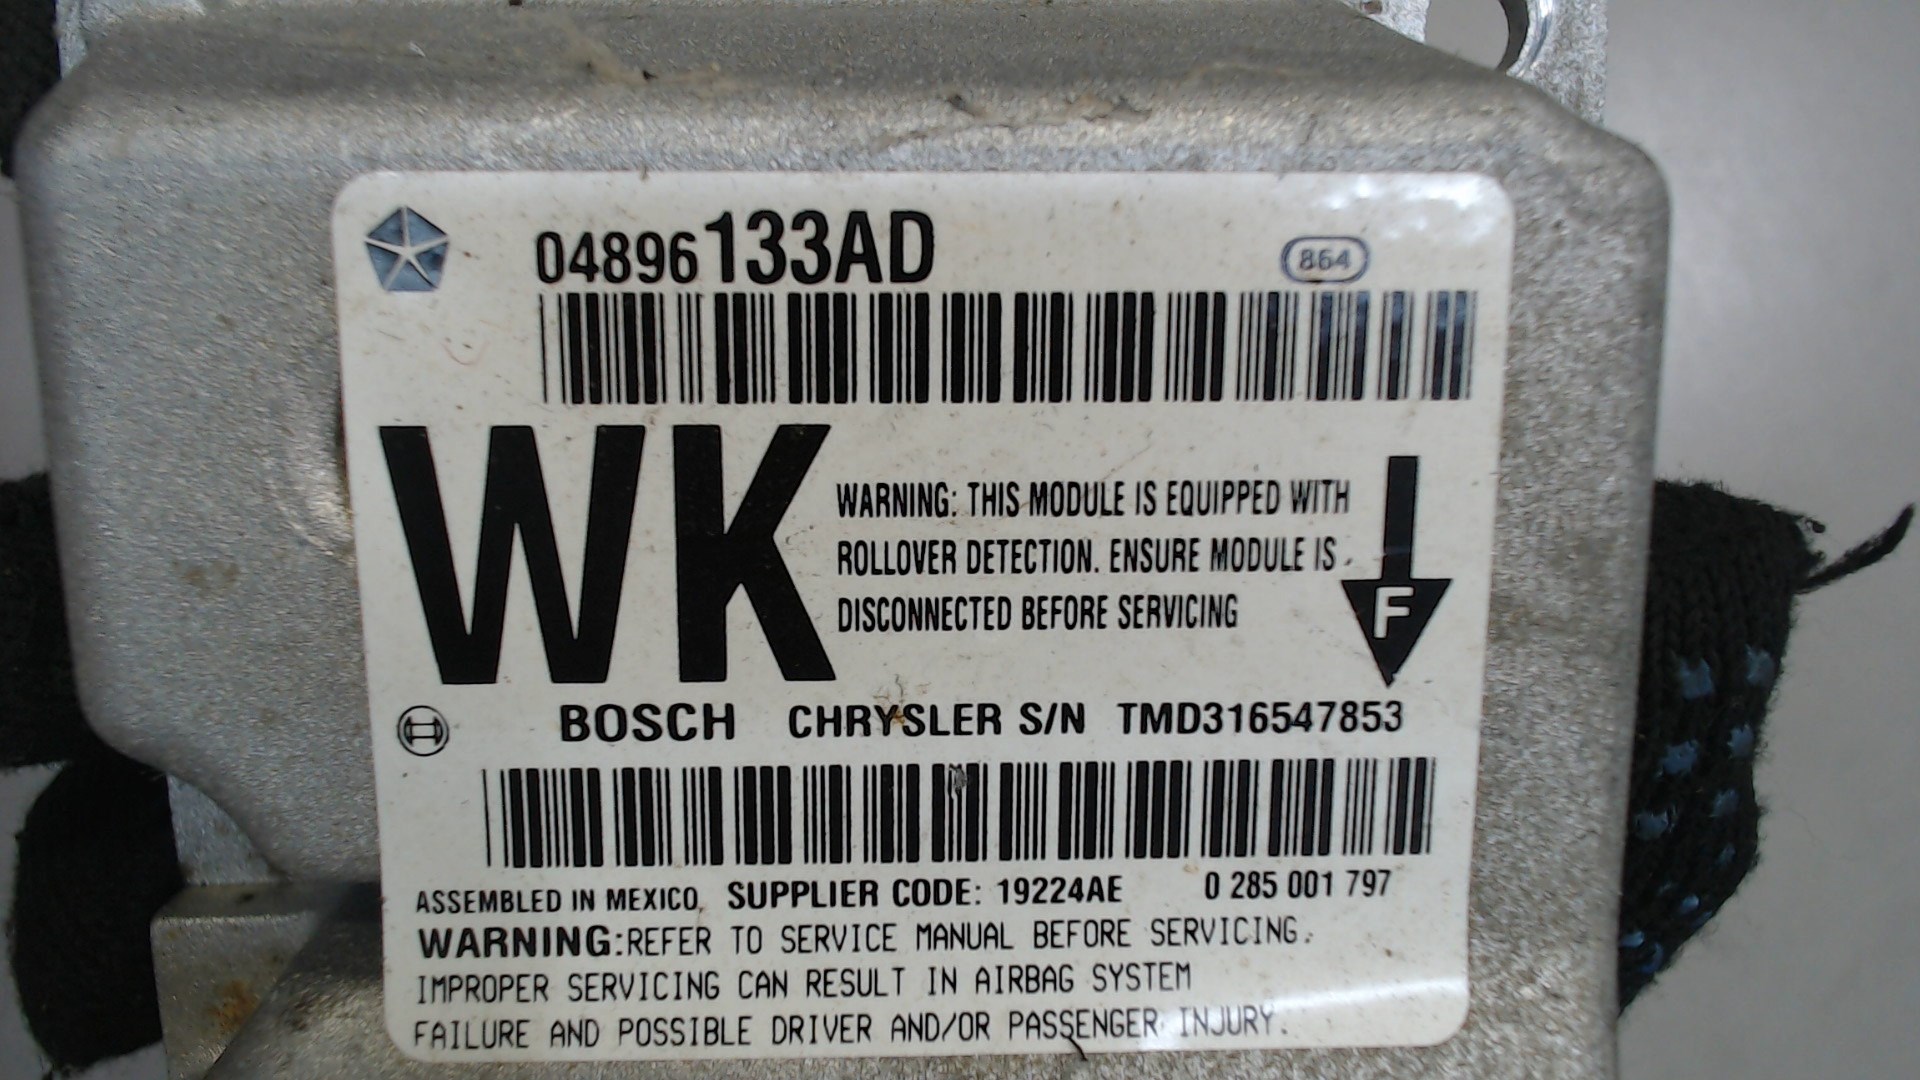 04896133AD
864
WK
WARNING: THIS MODULE IS EQUIPPED WITH
ROLLOVER DETECTION. ENSURE MODULE IS
DISCONNECTED BEFORE SERVICING
F
BOSCH CHRYSLER S/N TMD316547853
ASSEMBLED IN MEXICO. SUPPLIER CODE: 19224AE 0 285 001 797
WARNING:REFER TO SERVICE MANUAL BEFORE SERVICING.
IMPROPER SERVICING CAN RESULT IN AIRBAG SYSTEM
FAILURE AND POSSIBLE DRIVER AND/OR PASSENGER INJURY.